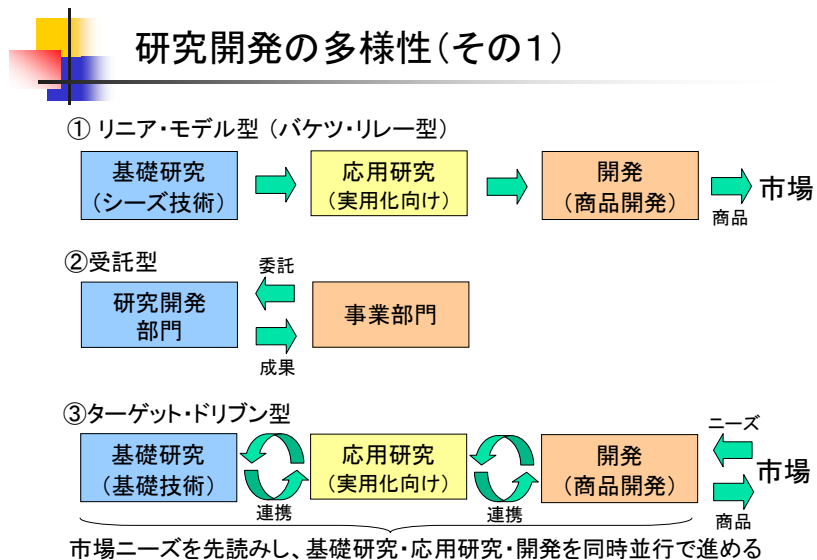 研究開発の多様性（その１）
① リニア・モデル型（バケツ・リレー型）
基礎研究
（シーズ技術）
応用研究
（実用化向け）
開発
（商品開発）
市場
商品
②受託型
研究開発
部門
委託
成果
事業部門
③ターゲット・ドリブン型
基礎研究
（基礎技術）
連携
応用研究
（実用化向け）
連携
開発
（商品開発）
ニーズ
市場
商品
市場ニーズを先読みし、基礎研究・応用研究・開発を同時並行で進める